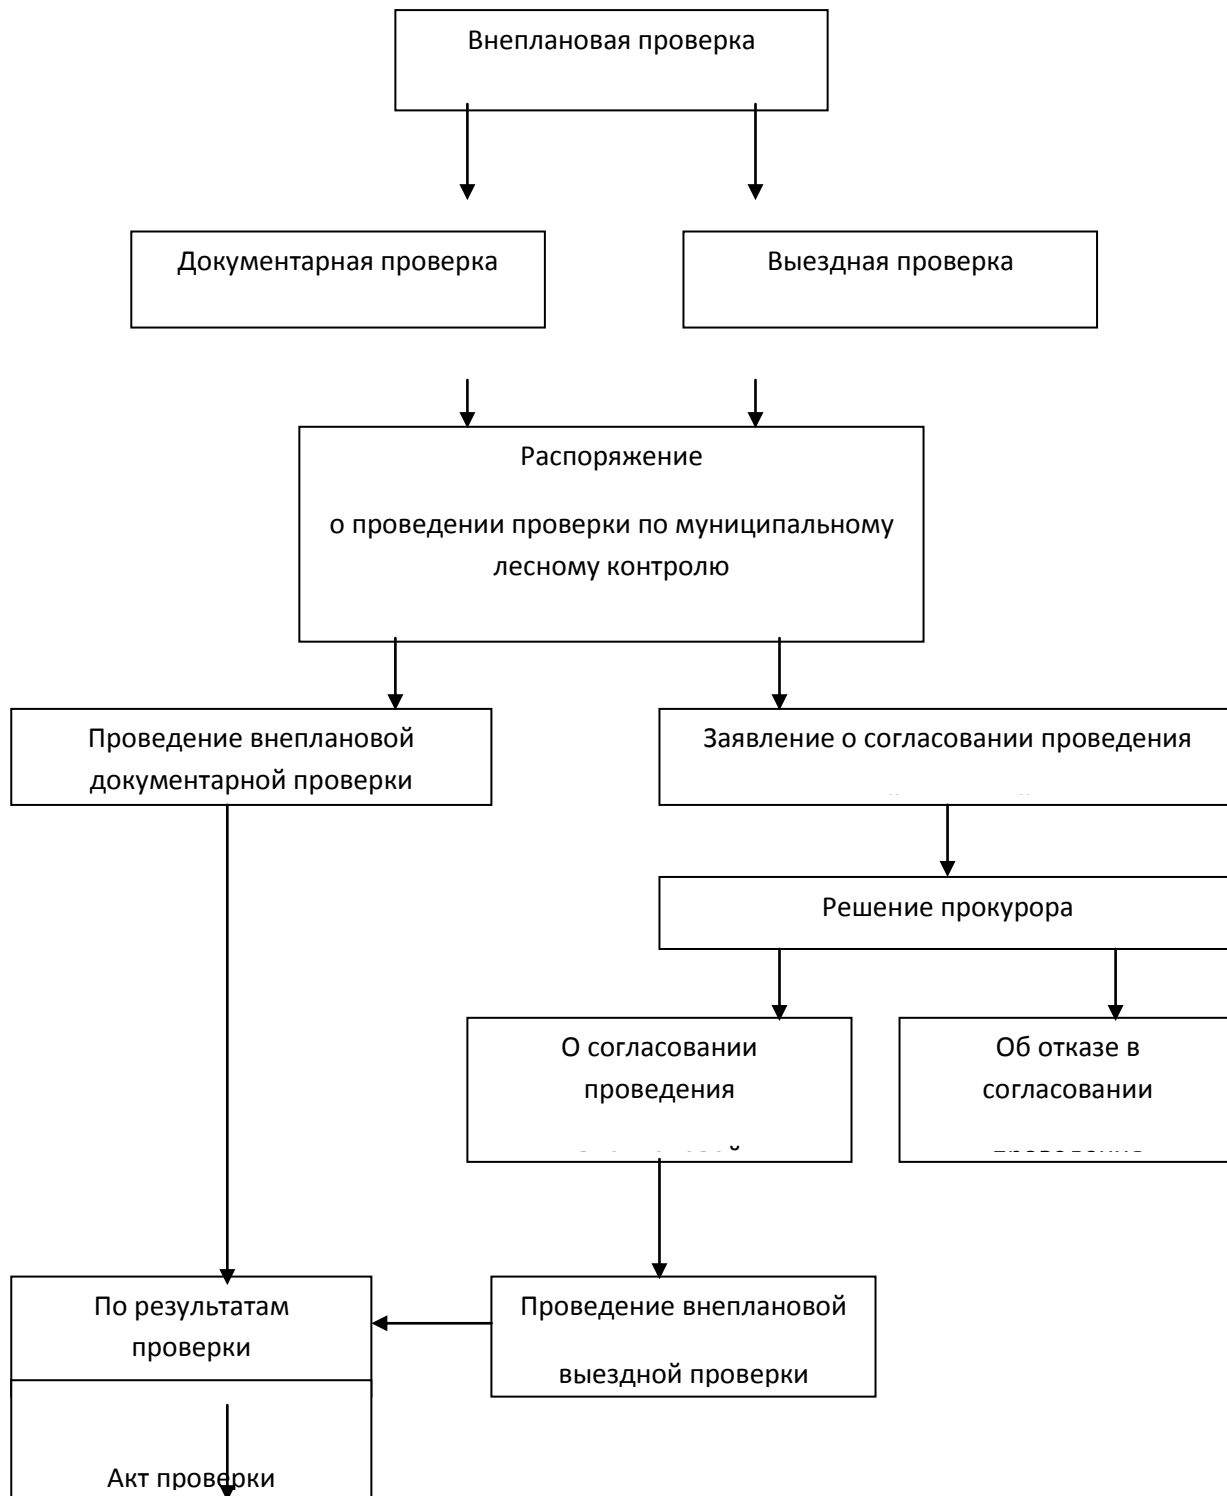 Внеплановая проверка
Документарная проверка
Выездная проверка
Распоряжение
о проведении проверки по муниципальному
лесному контролю
Проведение внеплановой
документарной проверки
Заявление о согласовании проведения
Решение прокурора
О согласовании
проведения
Об отказе в
согласовании
По результатам
проверки
Проведение внеплановой
выездной проверки
Акт проверки